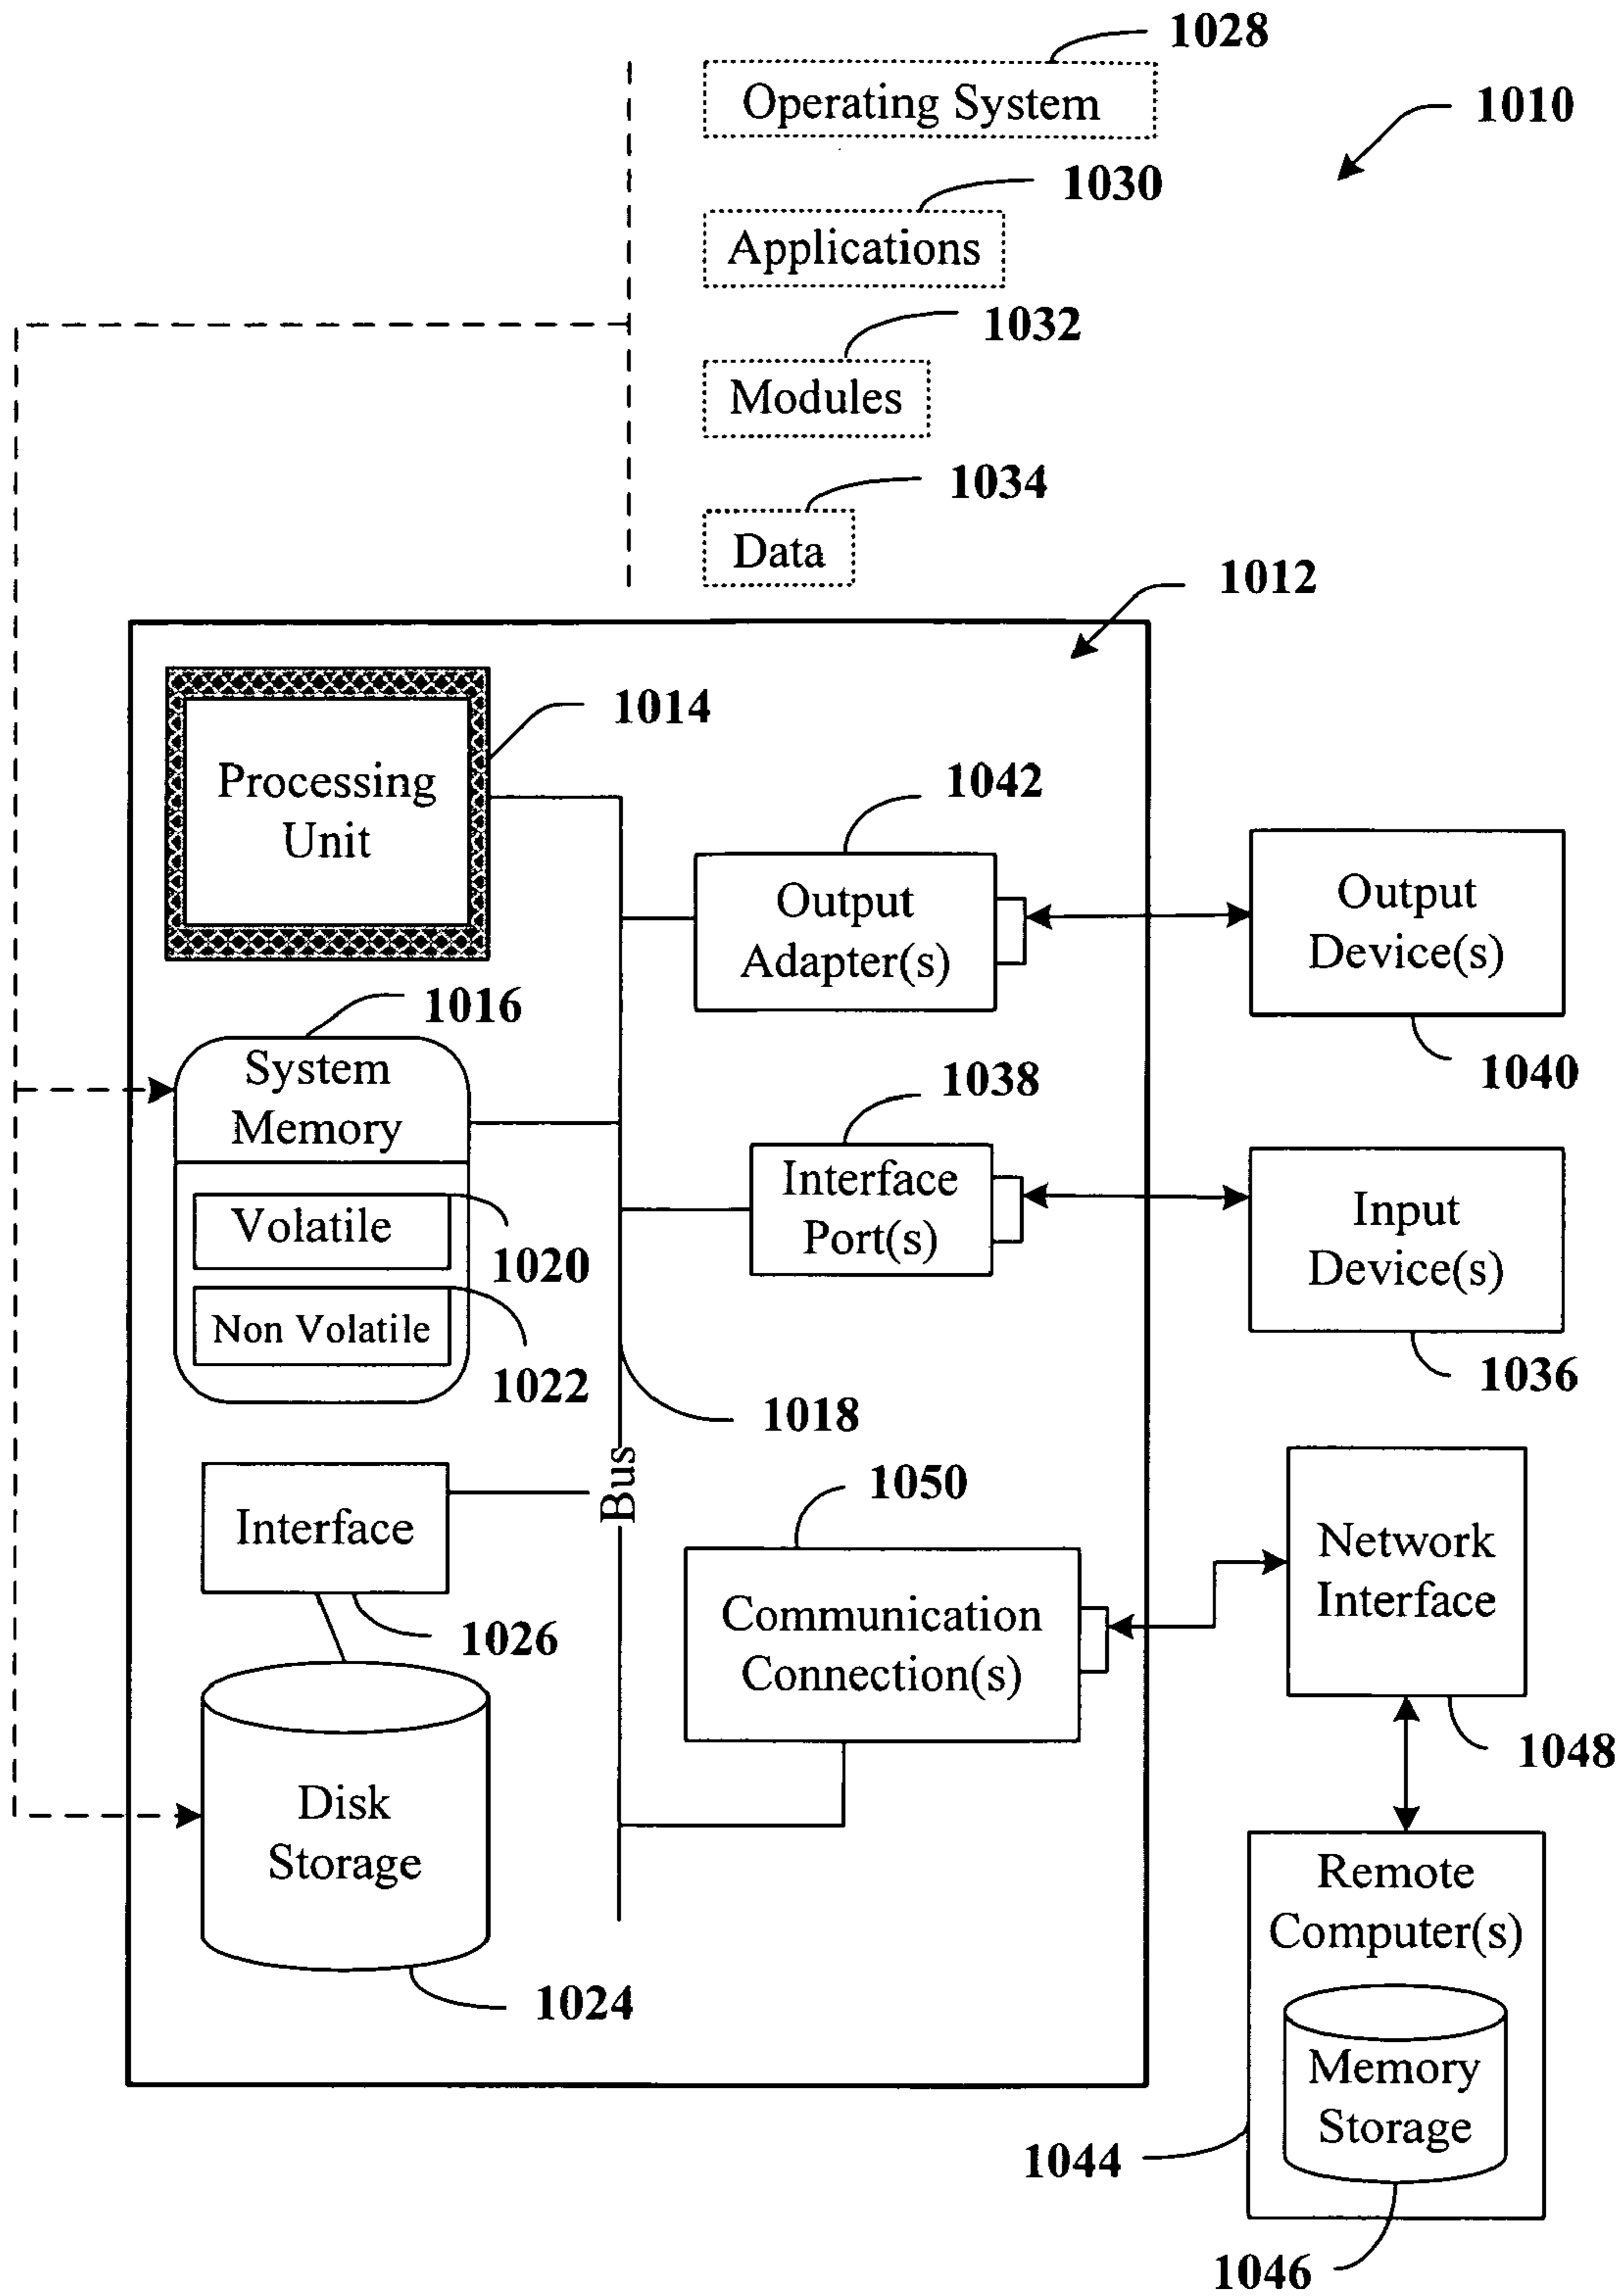 1028
Operating System
1010
1030
Applications
1032
Modules
1034
Data
1012
1014
Processing
Unit
1042
Output
Adapter(s)
Output
Device(s)
1040
1016
System
Memory
1038
Interface
Port(s)
Input
Device(s)
1036
Volatile
1020
Non Volatile
1022
1018
Bus
Interface
1026
1050
Communication
Connection(s)
Network
Interface
1048
Disk
Storage
1024
Remote
Computer(s)
Memory
Storage
1044
1046